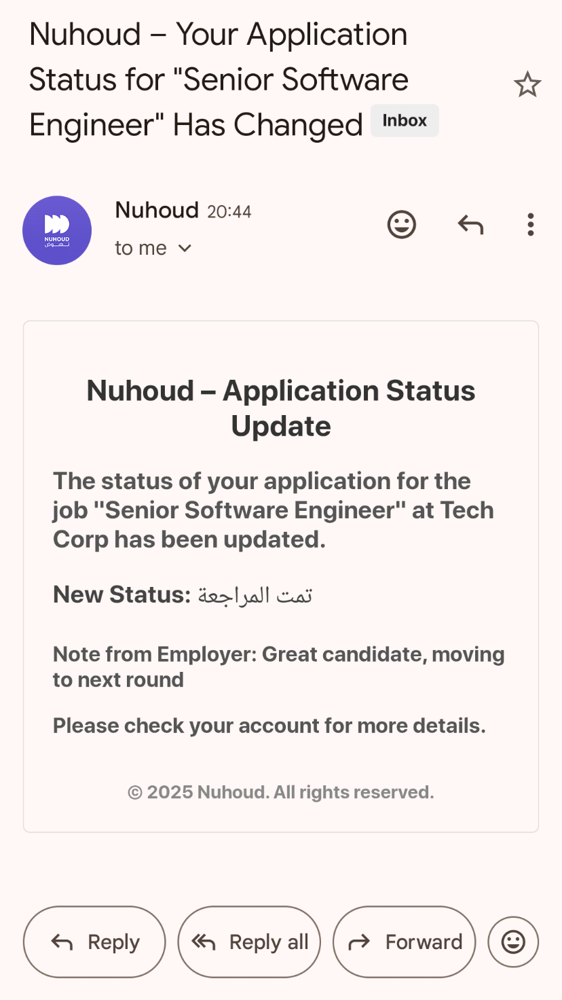 Nuhoud – Your Application
Status for "Senior Software
Engineer" Has Changed Inbox
NUHOUD
نهوض
Nuhoud 20:44
to me
Nuhoud – Application Status
Update
The status of your application for the
job "Senior Software Engineer" at Tech
Corp has been updated.
New Status: تمت المراجعة
Note from Employer: Great candidate, moving
to next round
Please check your account for more details.
© 2025 Nuhoud. All rights reserved.
Reply Reply all Forward